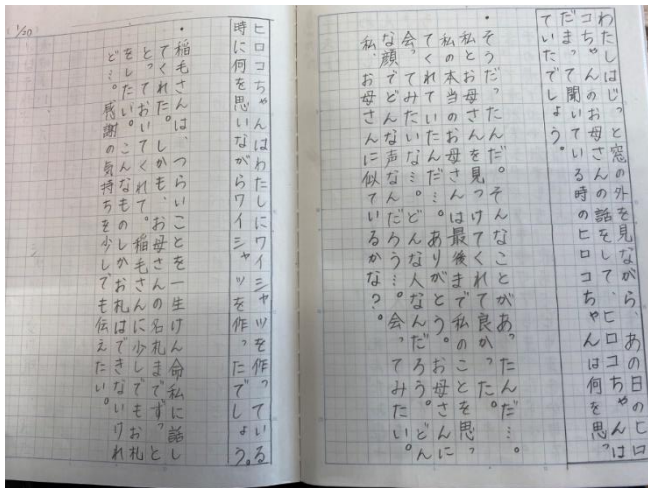 わたしはじっと窓の外を見ながら、あの日のヒロ
コちゃんのお母さんの話をして、ヒロコちゃんは
だまって聞いている時のヒロコちゃんは何を思っ
ていたでしょう。
・そうだったんだ。そんなことがあったんだ…。
私とお母さんを見つけてくれて良かった。
私の本当のお母さんは最後まで私のことを思っ
てくれていたんだ…。ありがとう。お母さんに
会ってみたいな…。どんな人なんだろう。どん
な顔でどんな声なんだろう…。会ってみたい。
私、お母さんに似ているかな?。
ヒロコちゃんはわたしにワイシャツを作っている
時に何を思いながらワイシャツを作ったでしょう。
・稲毛さんは、つらいことを一生けん命私に話し
てくれた。しかも、お母さんの名札までずっと
とっておいてくれて。稲毛さんに少しでもお札
をしたい。こんなものしかお札はできないけれ
ど…。感謝の気持ちを少しでも伝えたい。
1/20